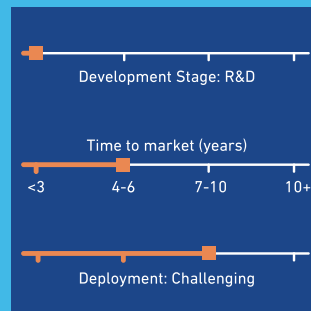 Development Stage: R&D
Time to market (years)
<3 4-6 7-10 10+
Deployment: Challenging